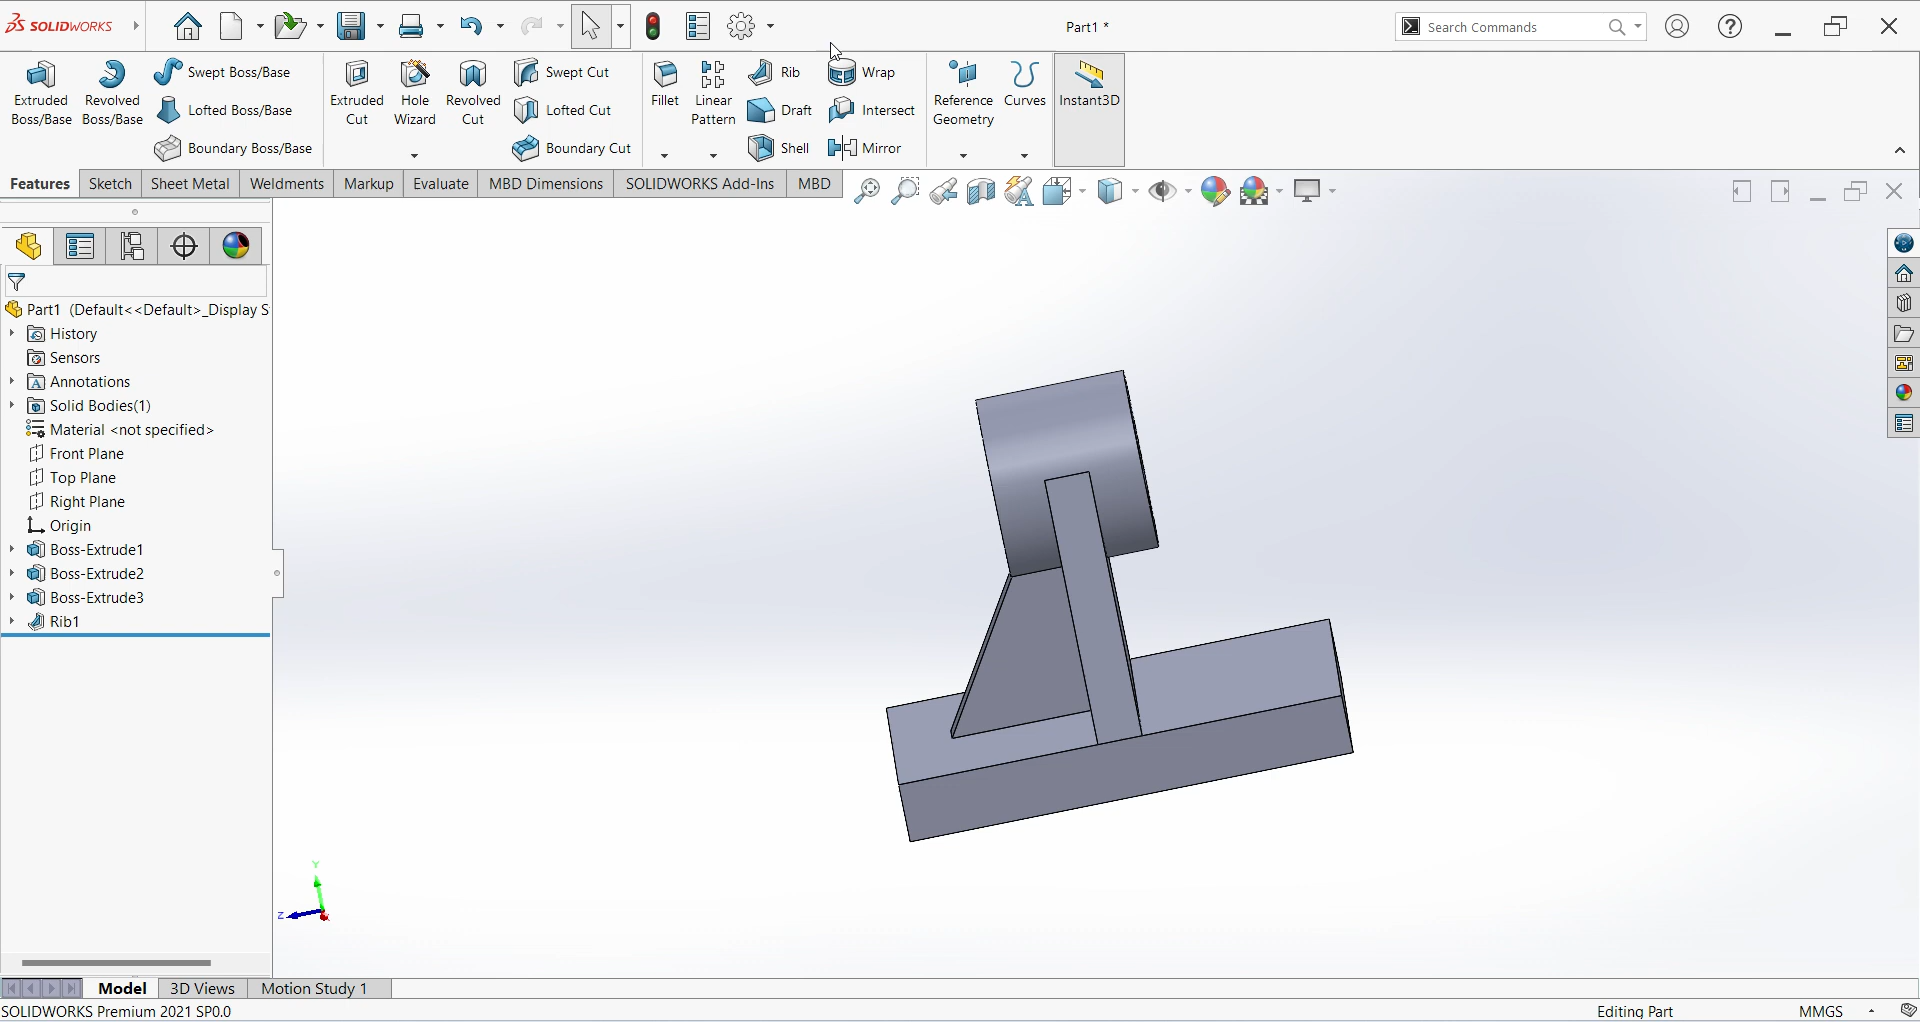 SOLIDWORKS
Part1 *
Search Commands
Extruded Boss/Base
Revolved Boss/Base
Swept Boss/Base
Lofted Boss/Base
Boundary Boss/Base
Extruded Cut
Hole Wizard
Revolved Cut
Swept Cut
Lofted Cut
Boundary Cut
Fillet
Linear Pattern
Rib
Draft
Shell
Wrap
Intersect
Mirror
Reference Geometry
Curves
Instant3D
Features
Sketch
Sheet Metal
Weldments
Markup
Evaluate
MBD Dimensions
SOLIDWORKS Add-Ins
MBD
Part1 (Default<<Default>_Display S
History
Sensors
Annotations
Solid Bodies(1)
Material <not specified>
Front Plane
Top Plane
Right Plane
Origin
Boss-Extrude1
Boss-Extrude2
Boss-Extrude3
Rib1
Y
Z
X
Model
3D Views
Motion Study 1
SOLIDWORKS Premium 2021 SP0.0
Editing Part
MMGS